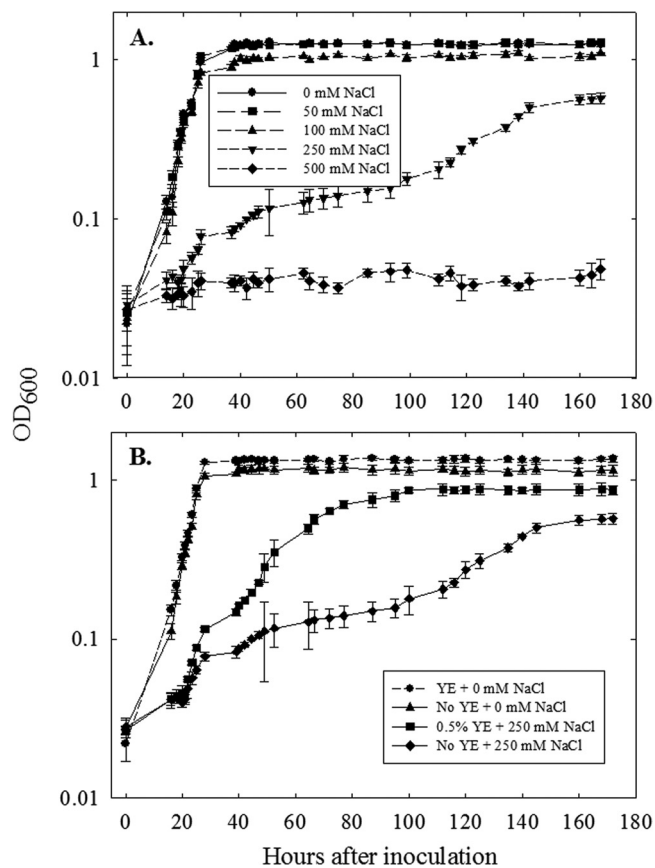 A.
1
0.1
0.01
0 mM NaCl
50 mM NaCl
100 mM NaCl
250 mM NaCl
500 mM NaCl
0 20 40 60 80 100 120 140 160 180
OD600
B.
1
0.1
0.01
YE + 0 mM NaCl
No YE + 0 mM NaCl
0.5% YE + 250 mM NaCl
No YE + 250 mM NaCl
0 20 40 60 80 100 120 140 160 180
Hours after inoculation